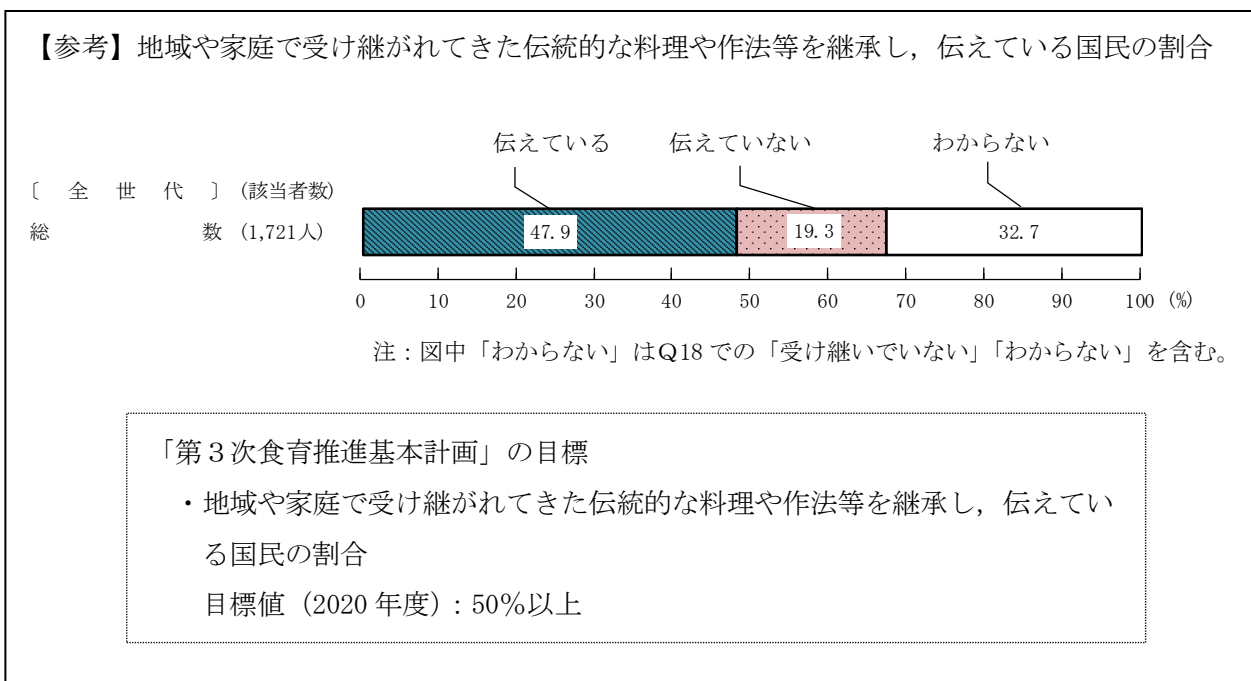 【参考】地域や家庭で受け継がれてきた伝統的な料理や作法等を継承し，伝えている国民の割合
伝えている 伝えていない わからない
〔 全 世 代 〕 (該当者数)
総 数 (1,721人) 47.9 19.3 32.7
0 10 20 30 40 50 60 70 80 90 100 (%)
注：図中「わからない」はＱ18での「受け継いでいない」「わからない」を含む。
「第３次食育推進基本計画」の目標
・地域や家庭で受け継がれてきた伝統的な料理や作法等を継承し，伝えてい
る国民の割合
目標値（2020年度）：50％以上